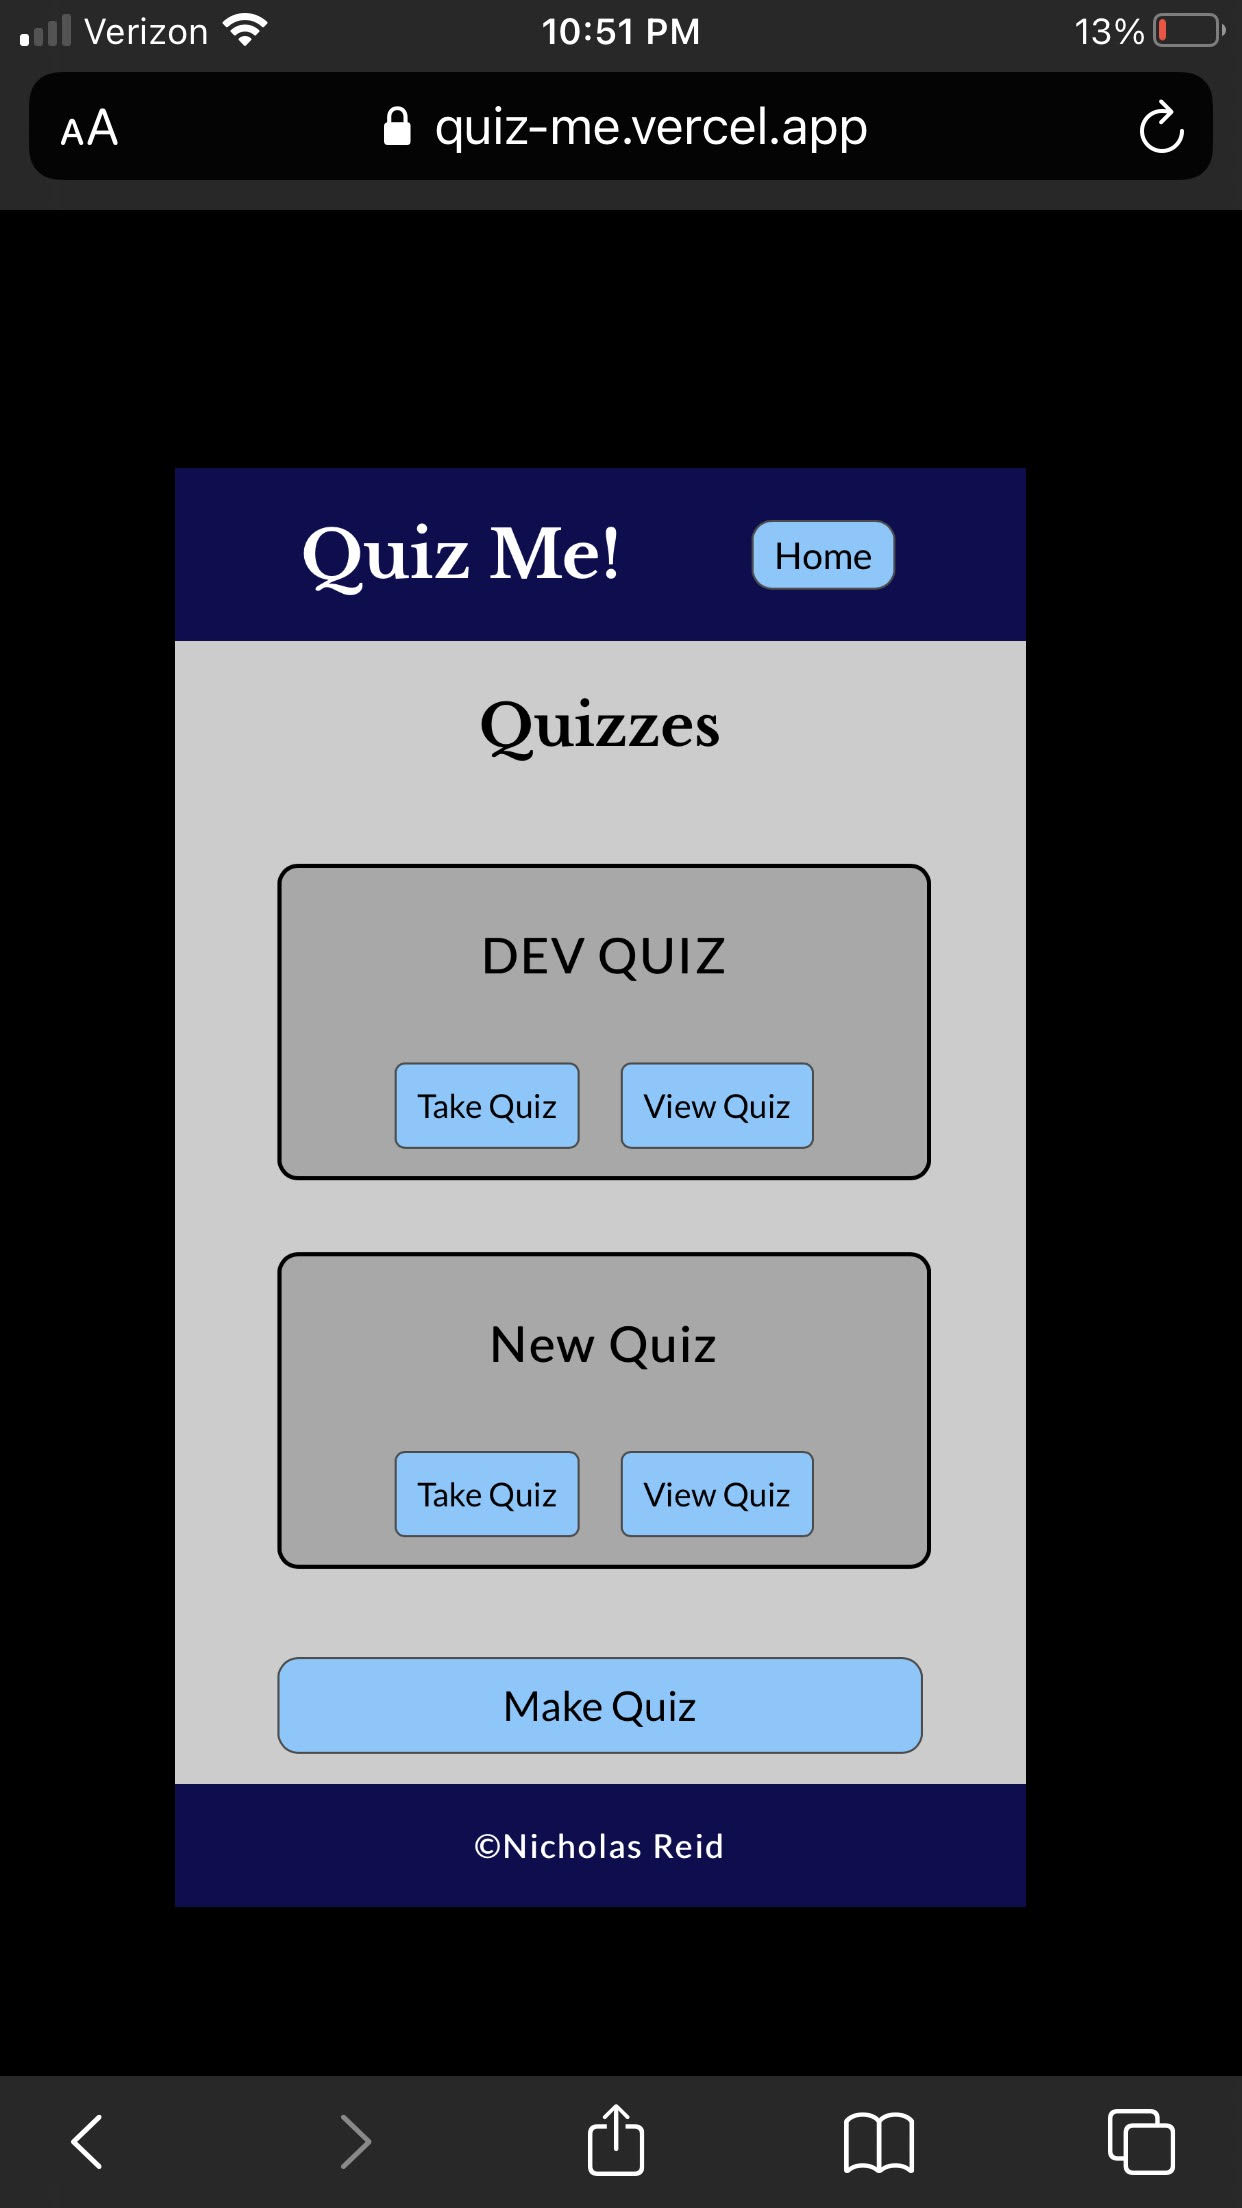 Verizon 10:51 PM 13%
AA quiz-me.vercel.app
Quiz Me! Home
Quizzes
DEV QUIZ
Take Quiz View Quiz
New Quiz
Take Quiz View Quiz
Make Quiz
©Nicholas Reid